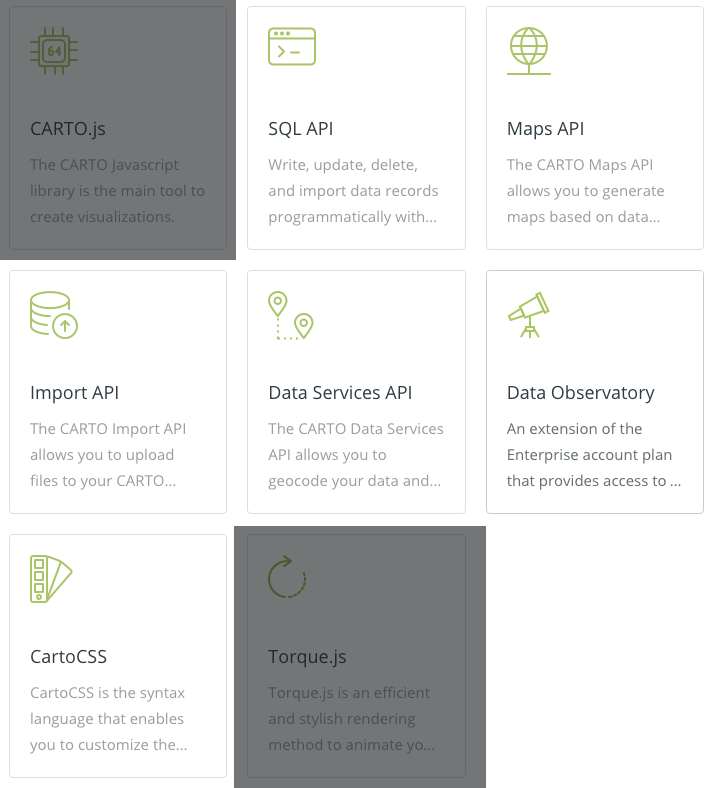 64
CARTO.js
The CARTO Javascript
library is the main tool to
create visualizations.
SQL API
Write, update, delete,
and import data records
programmatically with...
Maps API
The CARTO Maps API
allows you to generate
maps based on data...
Import API
The CARTO Import API
allows you to upload
files to your CARTO...
Data Services API
The CARTO Data Services
API allows you to
geocode your data and...
Data Observatory
An extension of the
Enterprise account plan
that provides access to ...
CartoCSS
CartoCSS is the syntax
language that enables
you to customize the...
Torque.js
Torque.js is an efficient
and stylish rendering
method to animate yo...